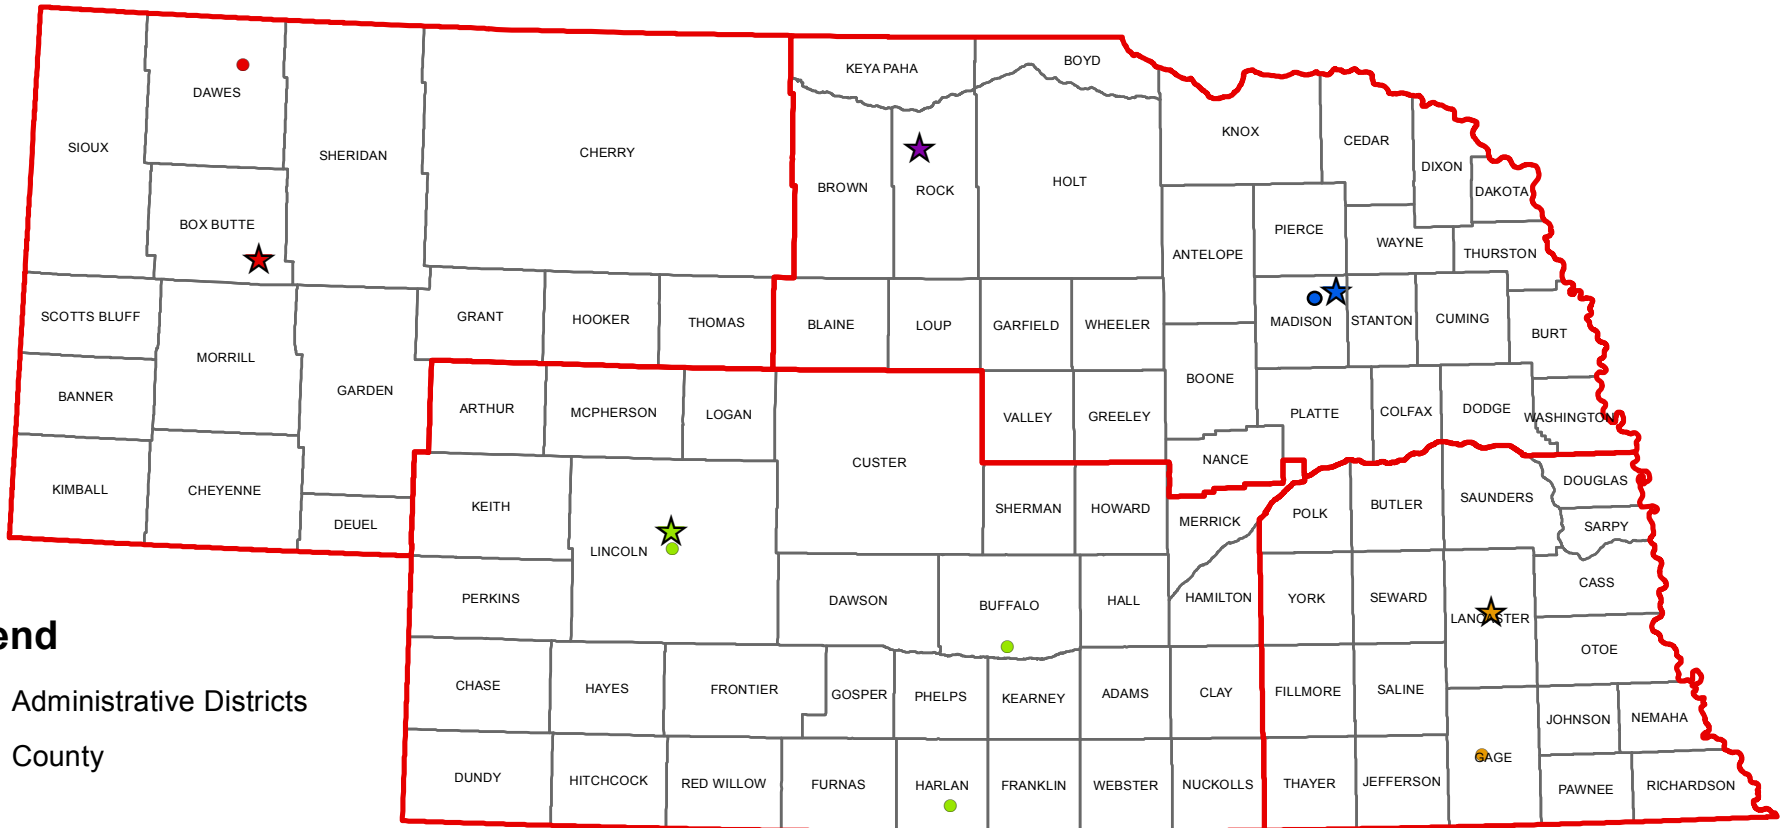 KEYA PAHA
BOYD
DAWES
SIOUX
SHERIDAN
CHERRY
BROWN
ROCK
HOLT
KNOX
CEDAR
DIXON
DAKOTA
BOX BUTTE
PIERCE
WAYNE
ANTELOPE
THURSTON
SCOTTS BLUFF
GRANT
HOOKER
THOMAS
BLAINE
LOUP
GARFIELD
WHEELER
MADISON
STANTON
CUMING
BURT
MORRILL
BANNER
GARDEN
BOONE
ARTHUR
MCPHERSON
LOGAN
VALLEY
GREELEY
PLATTE
COLFAX
DODGE
WASHINGTON
CUSTER
NANCE
KIMBALL
CHEYENNE
DEUEL
KEITH
SHERMAN
HOWARD
MERRICK
POLK
BUTLER
SAUNDERS
DOUGLAS
SARPY
LINCOLN
PERKINS
DAWSON
BUFFALO
HALL
HAMILTON
YORK
SEWARD
LANCASTER
CASS
OTOE
end
Administrative Districts
County
CHASE
HAYES
FRONTIER
GOSPER
PHELPS
KEARNEY
ADAMS
CLAY
FILLMORE
SALINE
JOHNSON
NEMAHA
DUNDY
HITCHCOCK
RED WILLOW
FURNAS
HARLAN
FRANKLIN
WEBSTER
NUCKOLLS
THAYER
JEFFERSON
GAGE
PAWNEE
RICHARDSON